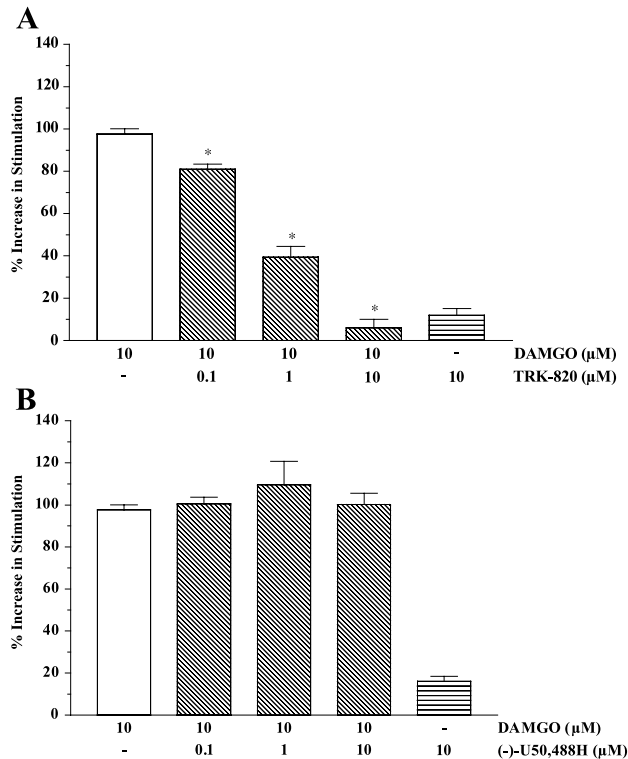 A
140
120
100
80
60
40
20
0
% Increase in Stimulation
*
*
*
10 10 10 10 - DAMGO (µM)
- 0.1 1 10 10 TRK-820 (µM)
B
140
120
100
80
60
40
20
0
% Increase in Stimulation
10 10 10 10 - DAMGO (µM)
- 0.1 1 10 10 (-)-U50,488H (µM)